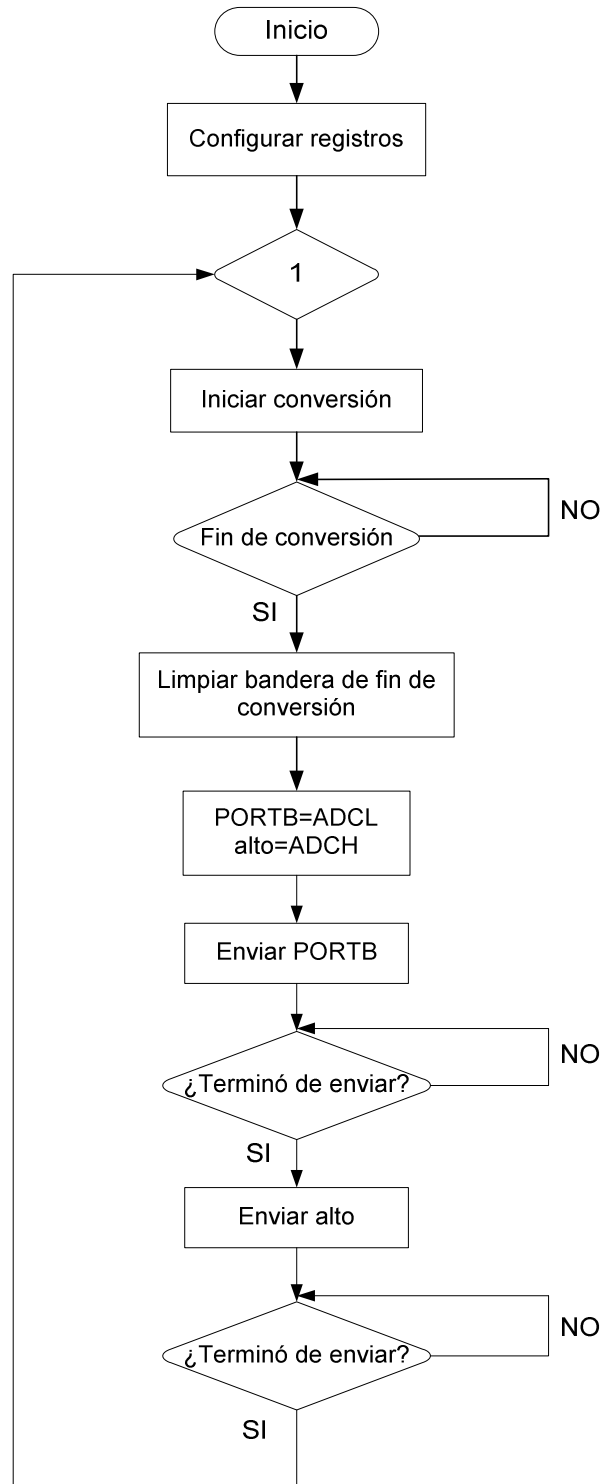 Inicio
Configurar registros
1
Iniciar conversión
Fin de conversión
NO
SI
Limpiar bandera de fin de
conversión
PORTB=ADCL
alto=ADCH
Enviar PORTB
¿Terminó de enviar?
NO
SI
Enviar alto
¿Terminó de enviar?
NO
SI